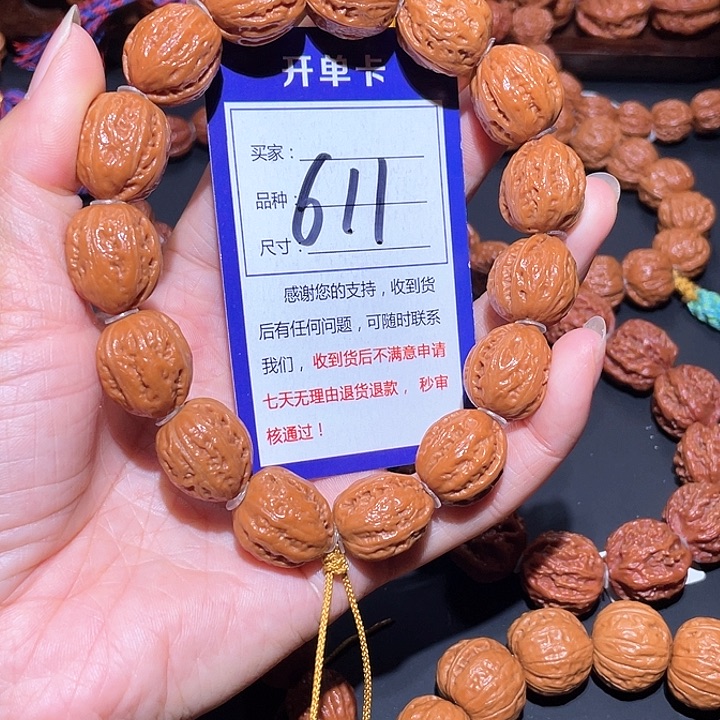 开单卡
买家：
品种：
611
尺寸：
感谢您的支持，收到货
后有任何问题，可随时联系
我们，收到货后不满意申请
七天无理由退货退款，秒审
核通过！